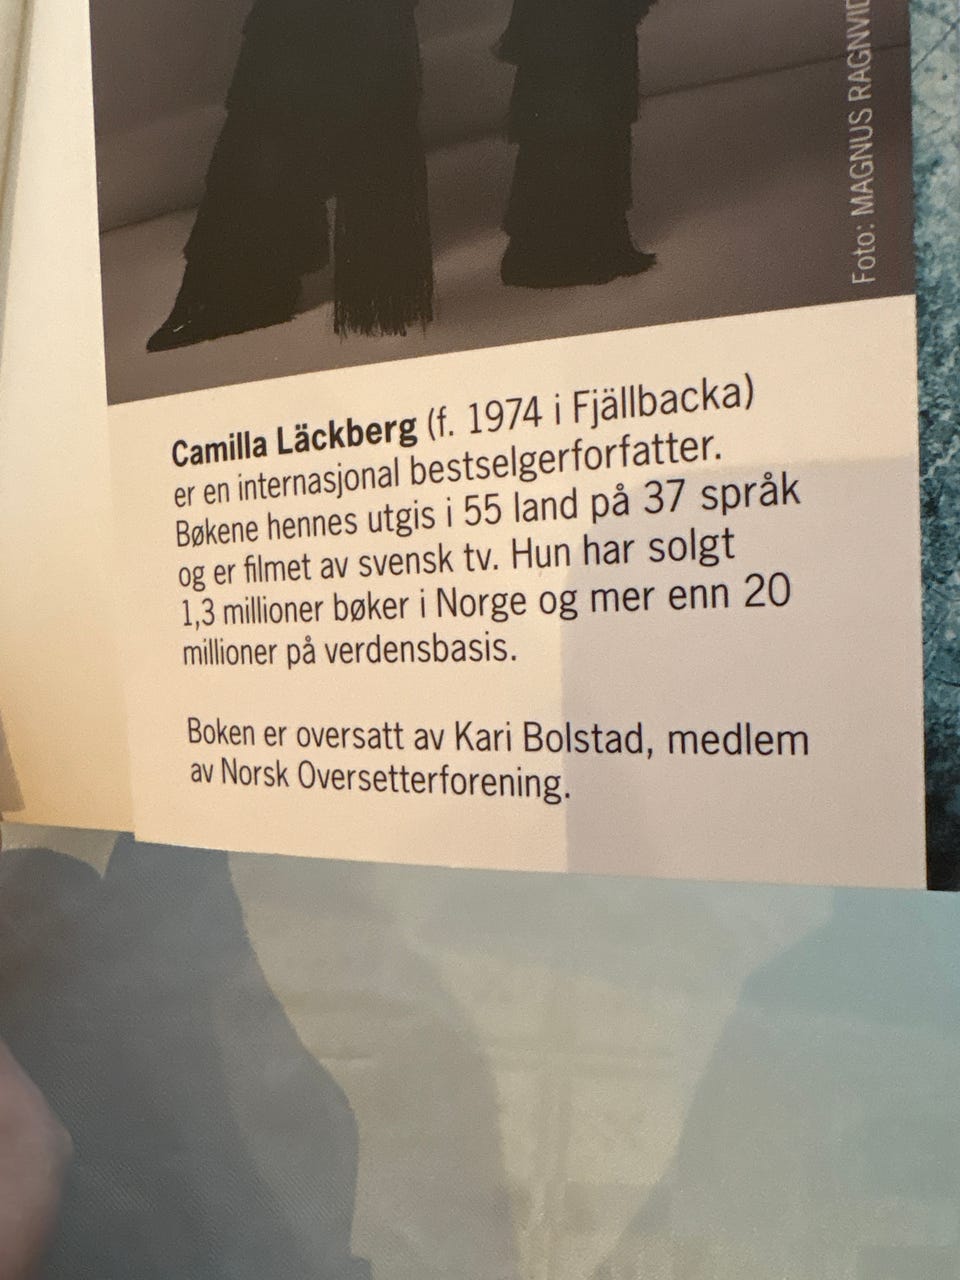 Foto: MAGNUS
Camilla Läckberg (f. 1974 i Fjällbacka)
er en internasjonal bestselgerforfatter.
Bøkene hennes utgis i 55 land på 37 språk
og er filmet av svensk tv. Hun har solgt
1,3 millioner bøker i Norge og mer enn 20
millioner på verdensbasis.
Boken er oversatt av Kari Bolstad, medlem
av Norsk Oversetterforening.